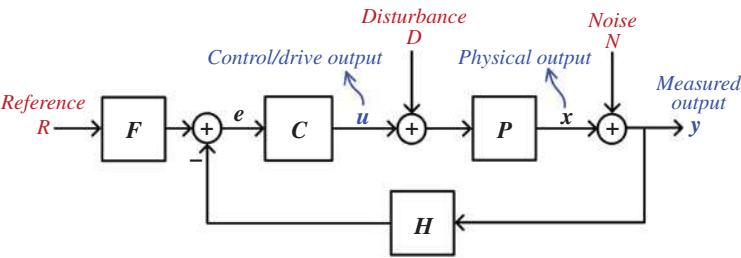 Disturbance
D
Noise
N
Control/drive output
Physical output
Measured
output
Reference
R
F
+
e
C
u
+
P
x
+
y
−
H